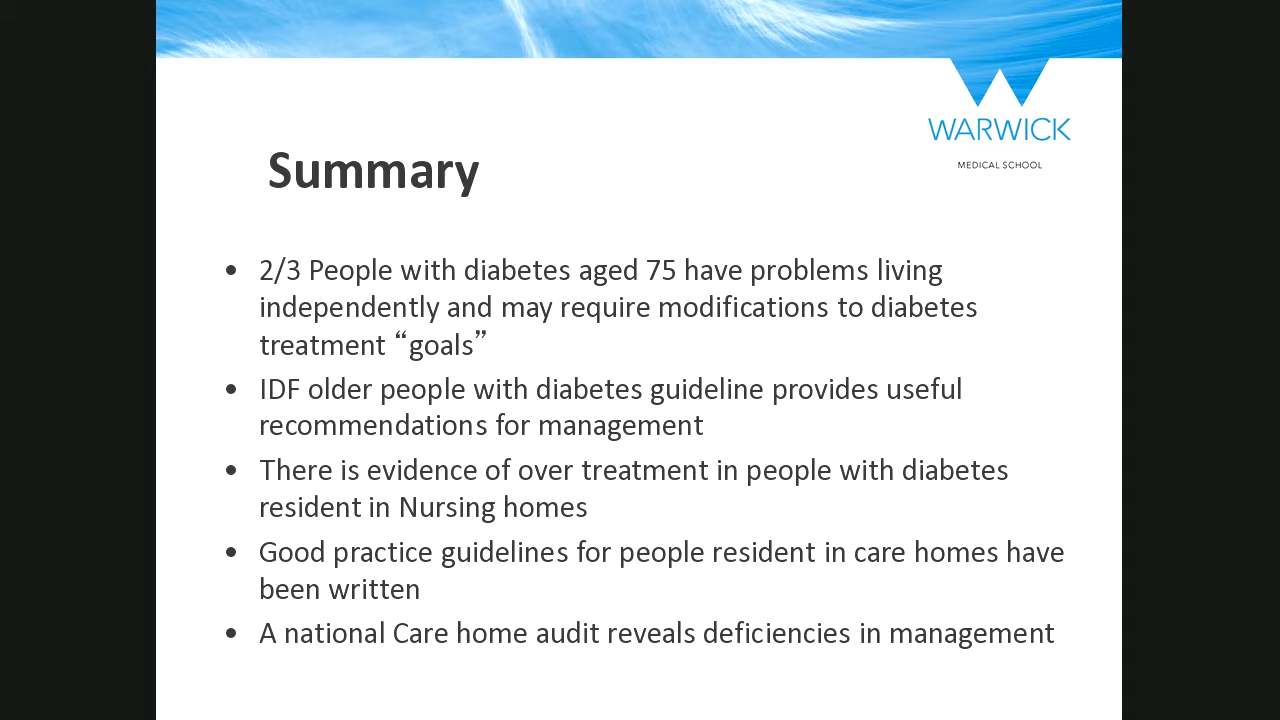 WARWICK
MEDICAL SCHOOL
Summary
• 2/3 People with diabetes aged 75 have problems living
independently and may require modifications to diabetes
treatment “goals”
• IDF older people with diabetes guideline provides useful
recommendations for management
• There is evidence of over treatment in people with diabetes
resident in Nursing homes
• Good practice guidelines for people resident in care homes have
been written
• A national Care home audit reveals deficiencies in management